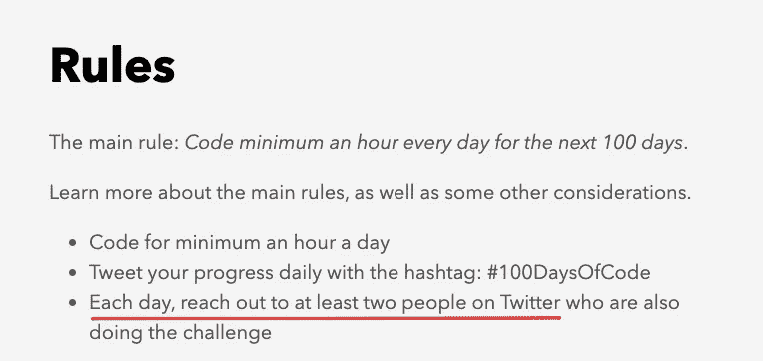 Rules
The main rule: Code minimum an hour every day for the next 100 days.
Learn more about the main rules, as well as some other considerations.
• Code for minimum an hour a day
• Tweet your progress daily with the hashtag: #100DaysOfCode
• Each day, reach out to at least two people on Twitter who are also
doing the challenge